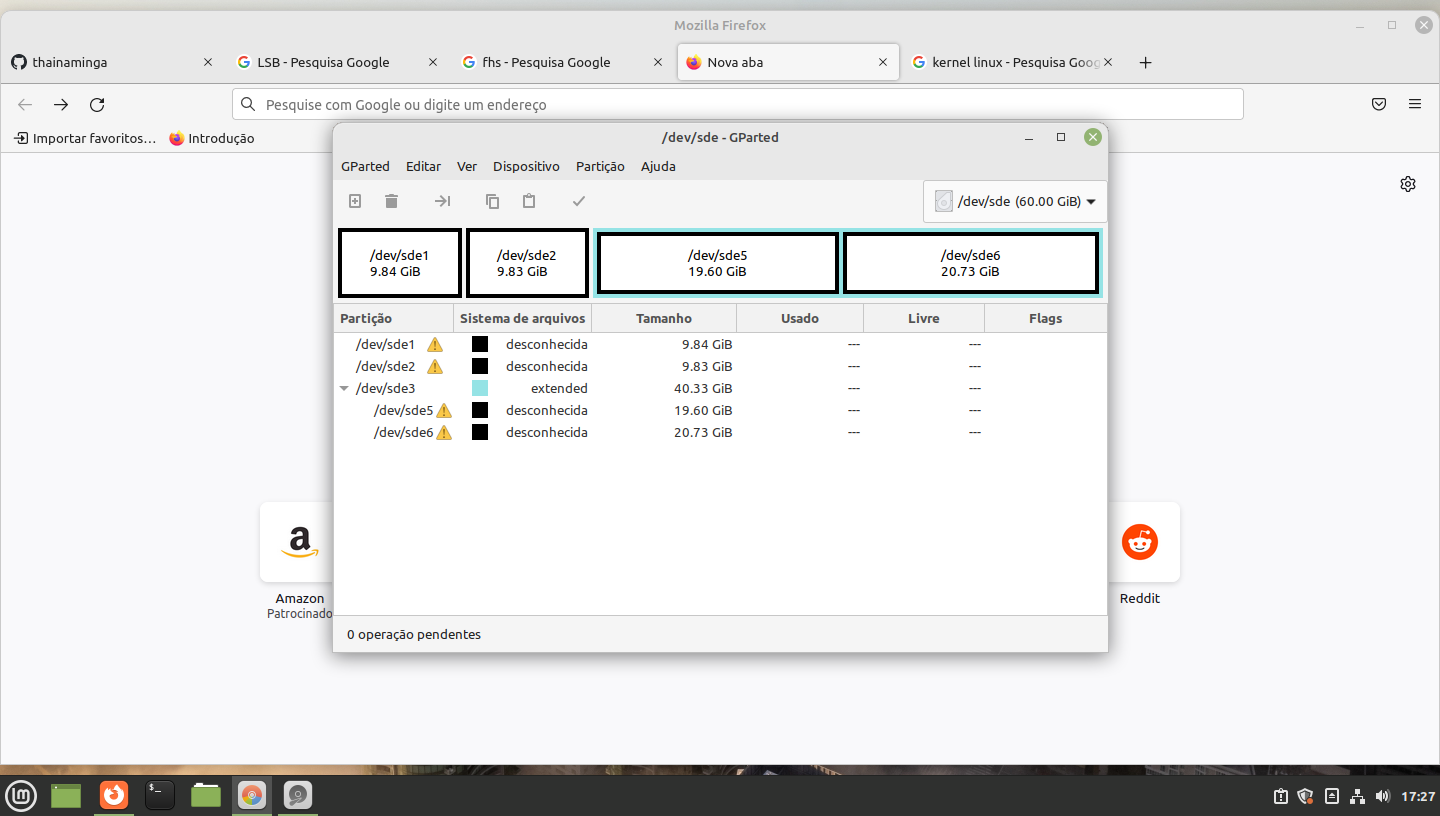 Mozilla Firefox
thainaminga
LSB - Pesquisa Google
fhs - Pesquisa Google
Nova aba
kernel linux - Pesquisa Goog
Pesquise com Google ou digite um endereço
Importar favoritos…
Introdução
/dev/sde - GParted
GParted Editar Ver Dispositivo Partição Ajuda
/dev/sde (60.00 GiB)
/dev/sde1
9.84 GiB
/dev/sde2
9.83 GiB
/dev/sde5
19.60 GiB
/dev/sde6
20.73 GiB
Partição Sistema de arquivos Tamanho Usado Livre Flags
/dev/sde1 desconhecida 9.84 GiB --- ---
/dev/sde2 desconhecida 9.83 GiB --- ---
/dev/sde3 extended 40.33 GiB --- ---
/dev/sde5 desconhecida 19.60 GiB --- ---
/dev/sde6 desconhecida 20.73 GiB --- ---
Amazon
Patrocinado
Reddit
0 operação pendentes
$_
17:27